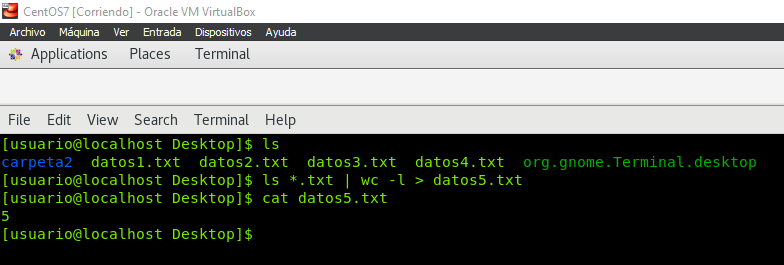 CentOS7 [Corriendo] - Oracle VM VirtualBox
Archivo Máquina Ver Entrada Dispositivos Ayuda
Applications Places Terminal
File Edit View Search Terminal Help
[usuario@localhost Desktop]$ ls
carpeta2 datos1.txt datos2.txt datos3.txt datos4.txt org.gnome.Terminal.desktop
[usuario@localhost Desktop]$ ls *.txt | wc -l > datos5.txt
[usuario@localhost Desktop]$ cat datos5.txt
5
[usuario@localhost Desktop]$